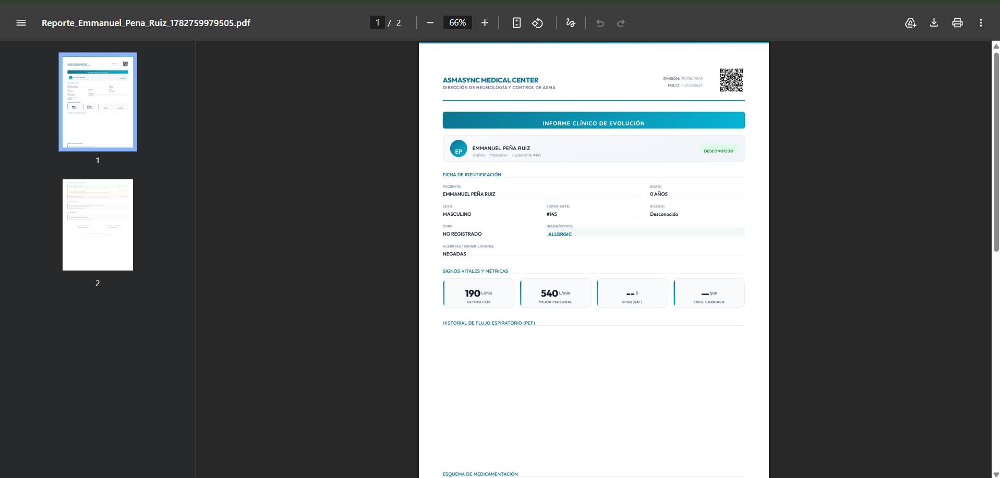 Reporte_Emmanuel_Pena_Ruiz_1782759979505.pdf
1 / 2
66%
1
2
ASMASYNC MEDICAL CENTER
DIRECCIÓN DE NEUMOLOGÍA Y CONTROL DE ASMA
EMISIÓN: 29/06/2026
FOLIO: F-20260629
INFORME CLÍNICO DE EVOLUCIÓN
EP
EMMANUEL PEÑA RUIZ
0 años · Masculino · Expediente #145
DESCONOCIDO
FICHA DE IDENTIFICACIÓN
PACIENTE: EDAD:
EMMANUEL PEÑA RUIZ 0 AÑOS
SEXO: EXPEDIENTE: RIESGO:
MASCULINO #145 Desconocido
CURP: DIAGNÓSTICO:
NO REGISTRADO ALLERGIC
ALERGIAS / SENSIBILIDADES:
NEGADAS
SIGNOS VITALES Y MÉTRICAS
190 L/min 540 L/min -- % — lpm
ÚLTIMO FEM MEJOR PERSONAL SPO2 (SAT) FREC. CARDIACA
HISTORIAL DE FLUJO ESPIRATORIO (PEF)
ESQUEMA DE MEDICAMENTACIÓN